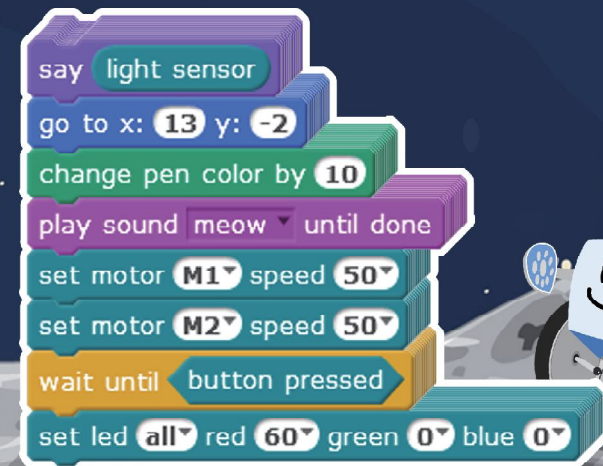 say light sensor
go to x: 13 y: -2
change pen color by 10
play sound meow until done
set motor M1 speed 50
set motor M2 speed 50
wait until button pressed
set led all red 60 green 0 blue 0